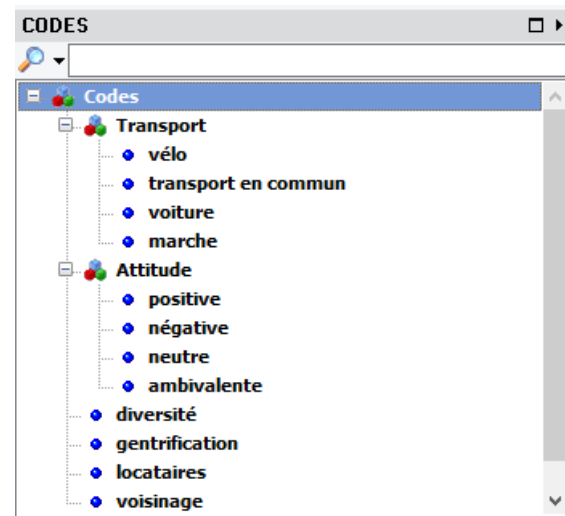 CODES
Codes
Transport
vélo
transport en commun
voiture
marche
Attitude
positive
négative
neutre
ambivalente
diversité
gentrification
locataires
voisinage